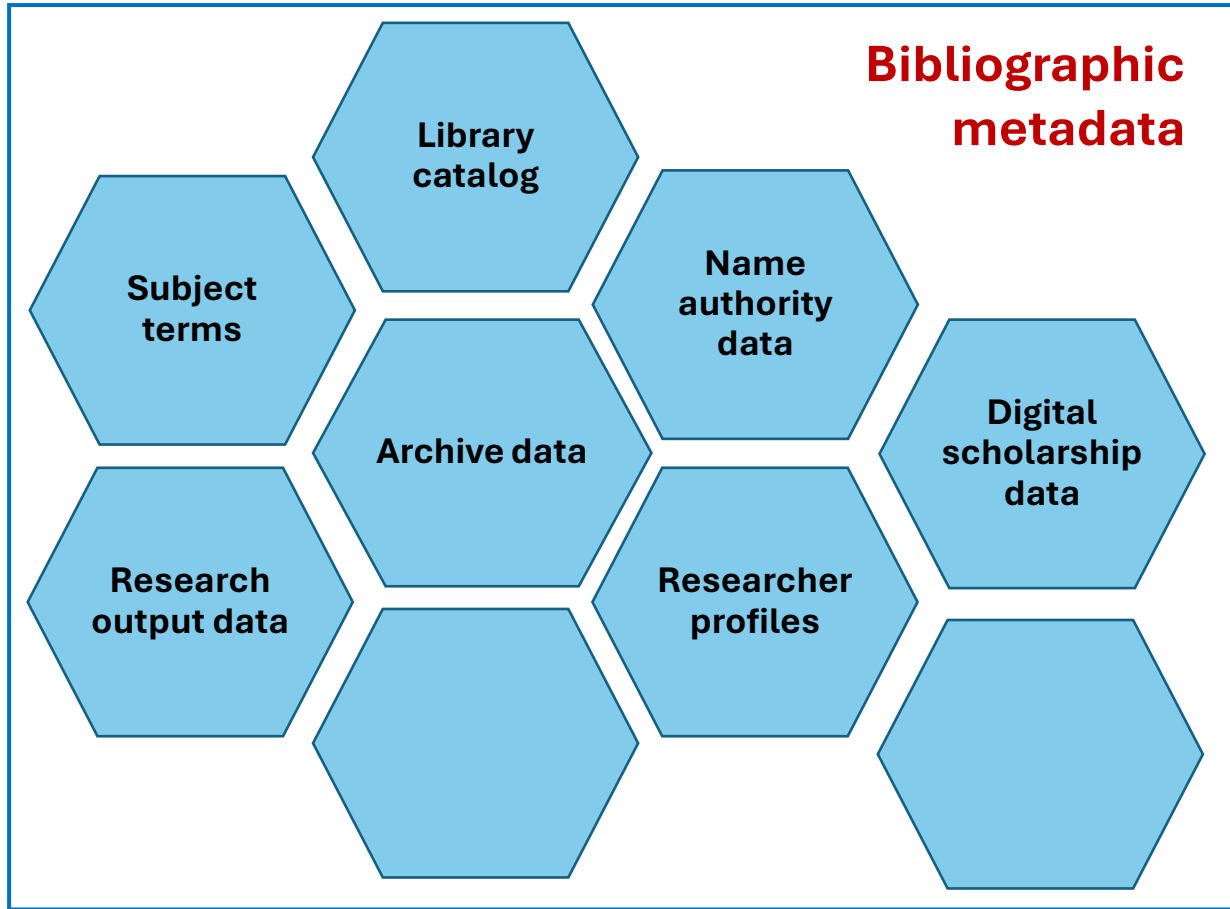 Bibliographic
metadata
Library
catalog
Subject
terms
Name
authority
data
Archive data
Digital
scholarship
data
Research
output data
Researcher
profiles